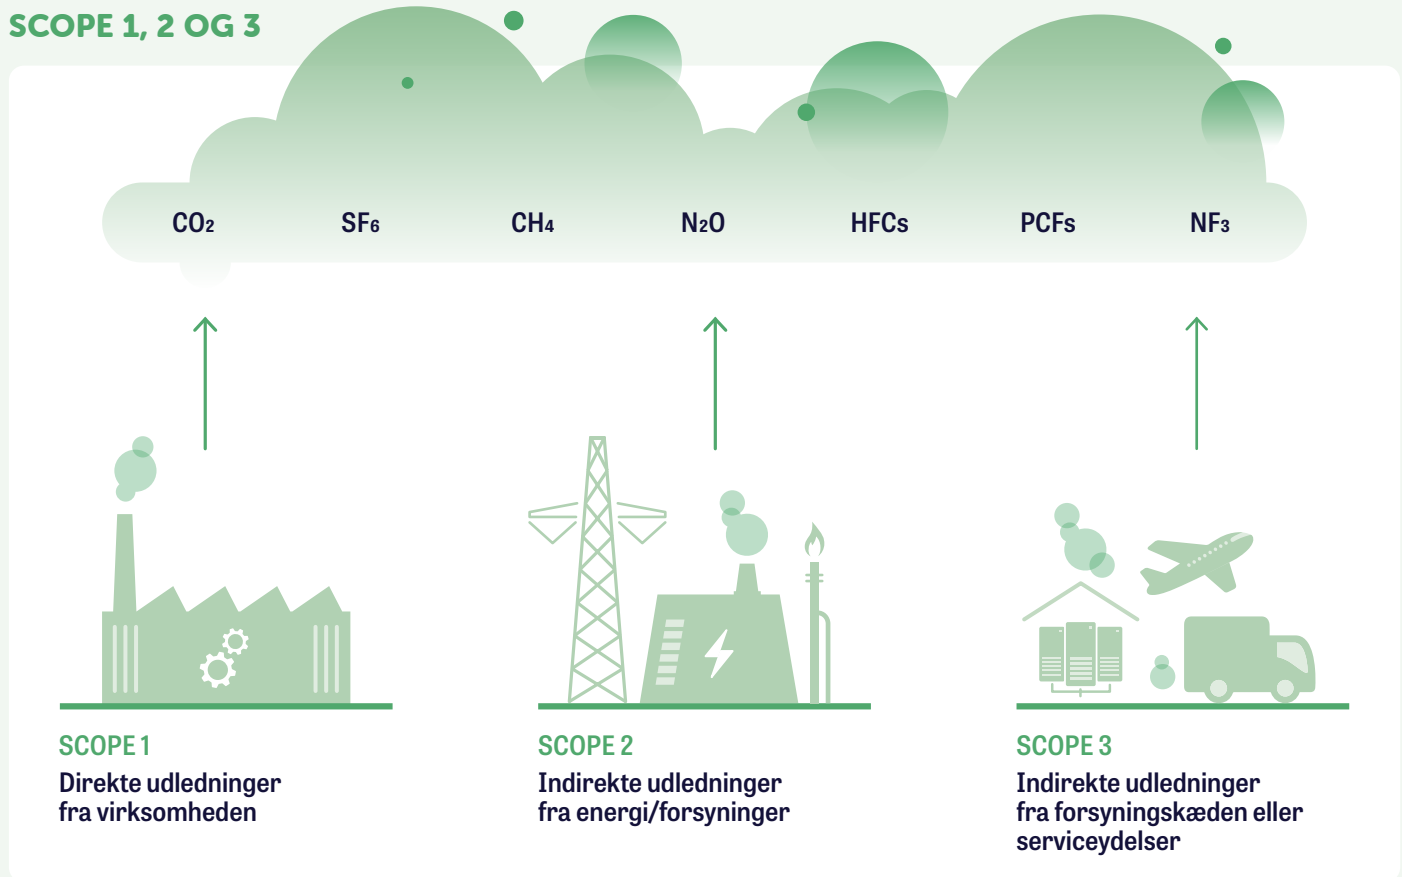 SCOPE 1, 2 OG 3
CO₂ SF₆ CH₄ N₂O HFCs PCFs NF₃
SCOPE 1
Direkte udledninger
fra virksomheden
SCOPE 2
Indirekte udledninger
fra energi/forsyninger
SCOPE 3
Indirekte udledninger
fra forsyningskæden eller
serviceydelser